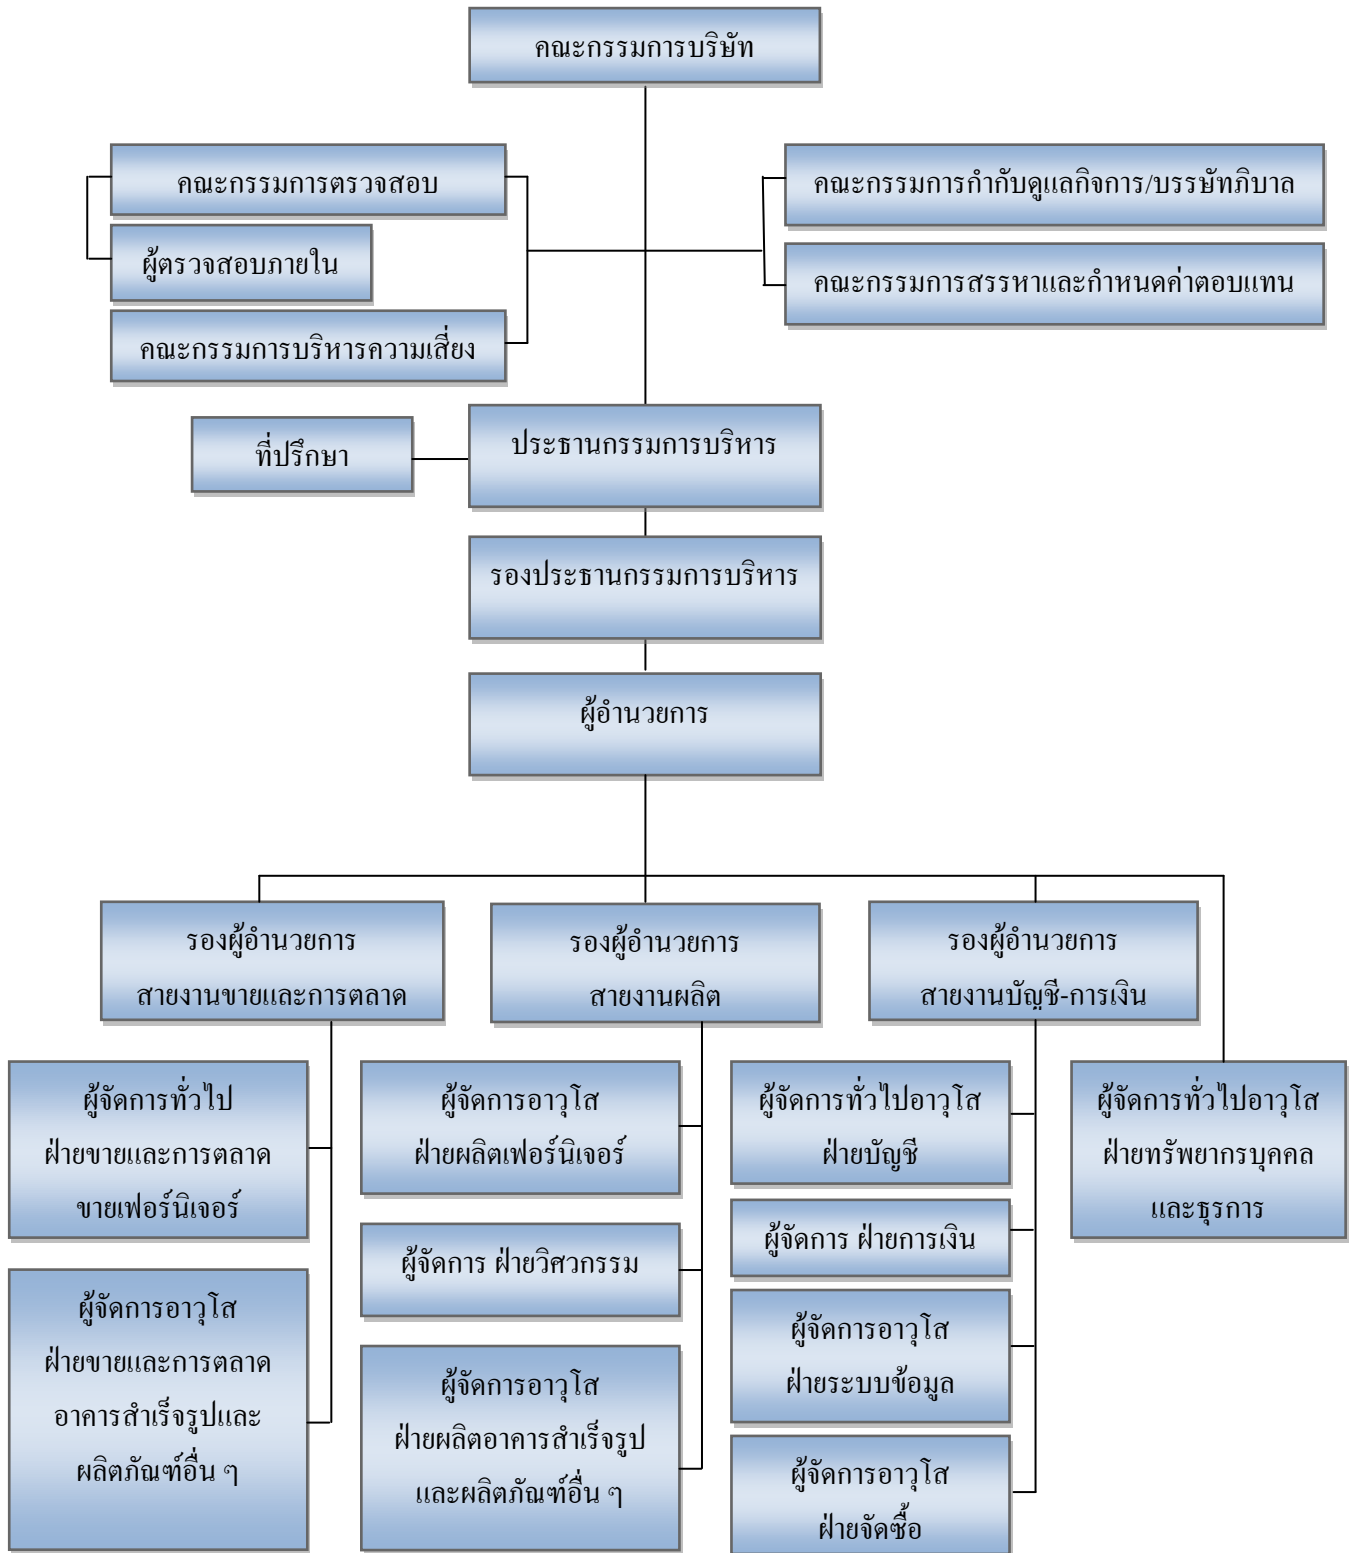 คณะกรรมการบริษัท
คณะกรรมการตรวจสอบ
ผู้ตรวจสอบภายใน
คณะกรรมการบริหารความเสี่ยง
คณะกรรมการกำกับดูแลกิจการ/บรรษัทภิบาล
คณะกรรมการสรรหาและกำหนดค่าตอบแทน
ที่ปรึกษา
ประธานกรรมการบริหาร
รองประธานกรรมการบริหาร
ผู้อำนวยการ
รองผู้อำนวยการ
สายงานขายและการตลาด
รองผู้อำนวยการ
สายงานผลิต
รองผู้อำนวยการ
สายงานบัญชี-การเงิน
ผู้จัดการทั่วไป
ฝ่ายขายและการตลาด
ขายเฟอร์นิเจอร์
ผู้จัดการอาวุโส
ฝ่ายขายและการตลาด
อาคารสำเร็จรูปและ
ผลิตภัณฑ์อื่น ๆ
ผู้จัดการอาวุโส
ฝ่ายผลิตเฟอร์นิเจอร์
ผู้จัดการ ฝ่ายวิศวกรรม
ผู้จัดการอาวุโส
ฝ่ายผลิตอาคารสำเร็จรูป
และผลิตภัณฑ์อื่น ๆ
ผู้จัดการทั่วไปอาวุโส
ฝ่ายบัญชี
ผู้จัดการ ฝ่ายการเงิน
ผู้จัดการอาวุโส
ฝ่ายระบบข้อมูล
ผู้จัดการอาวุโส
ฝ่ายจัดซื้อ
ผู้จัดการทั่วไปอาวุโส
ฝ่ายทรัพยากรบุคคล
และธุรการ